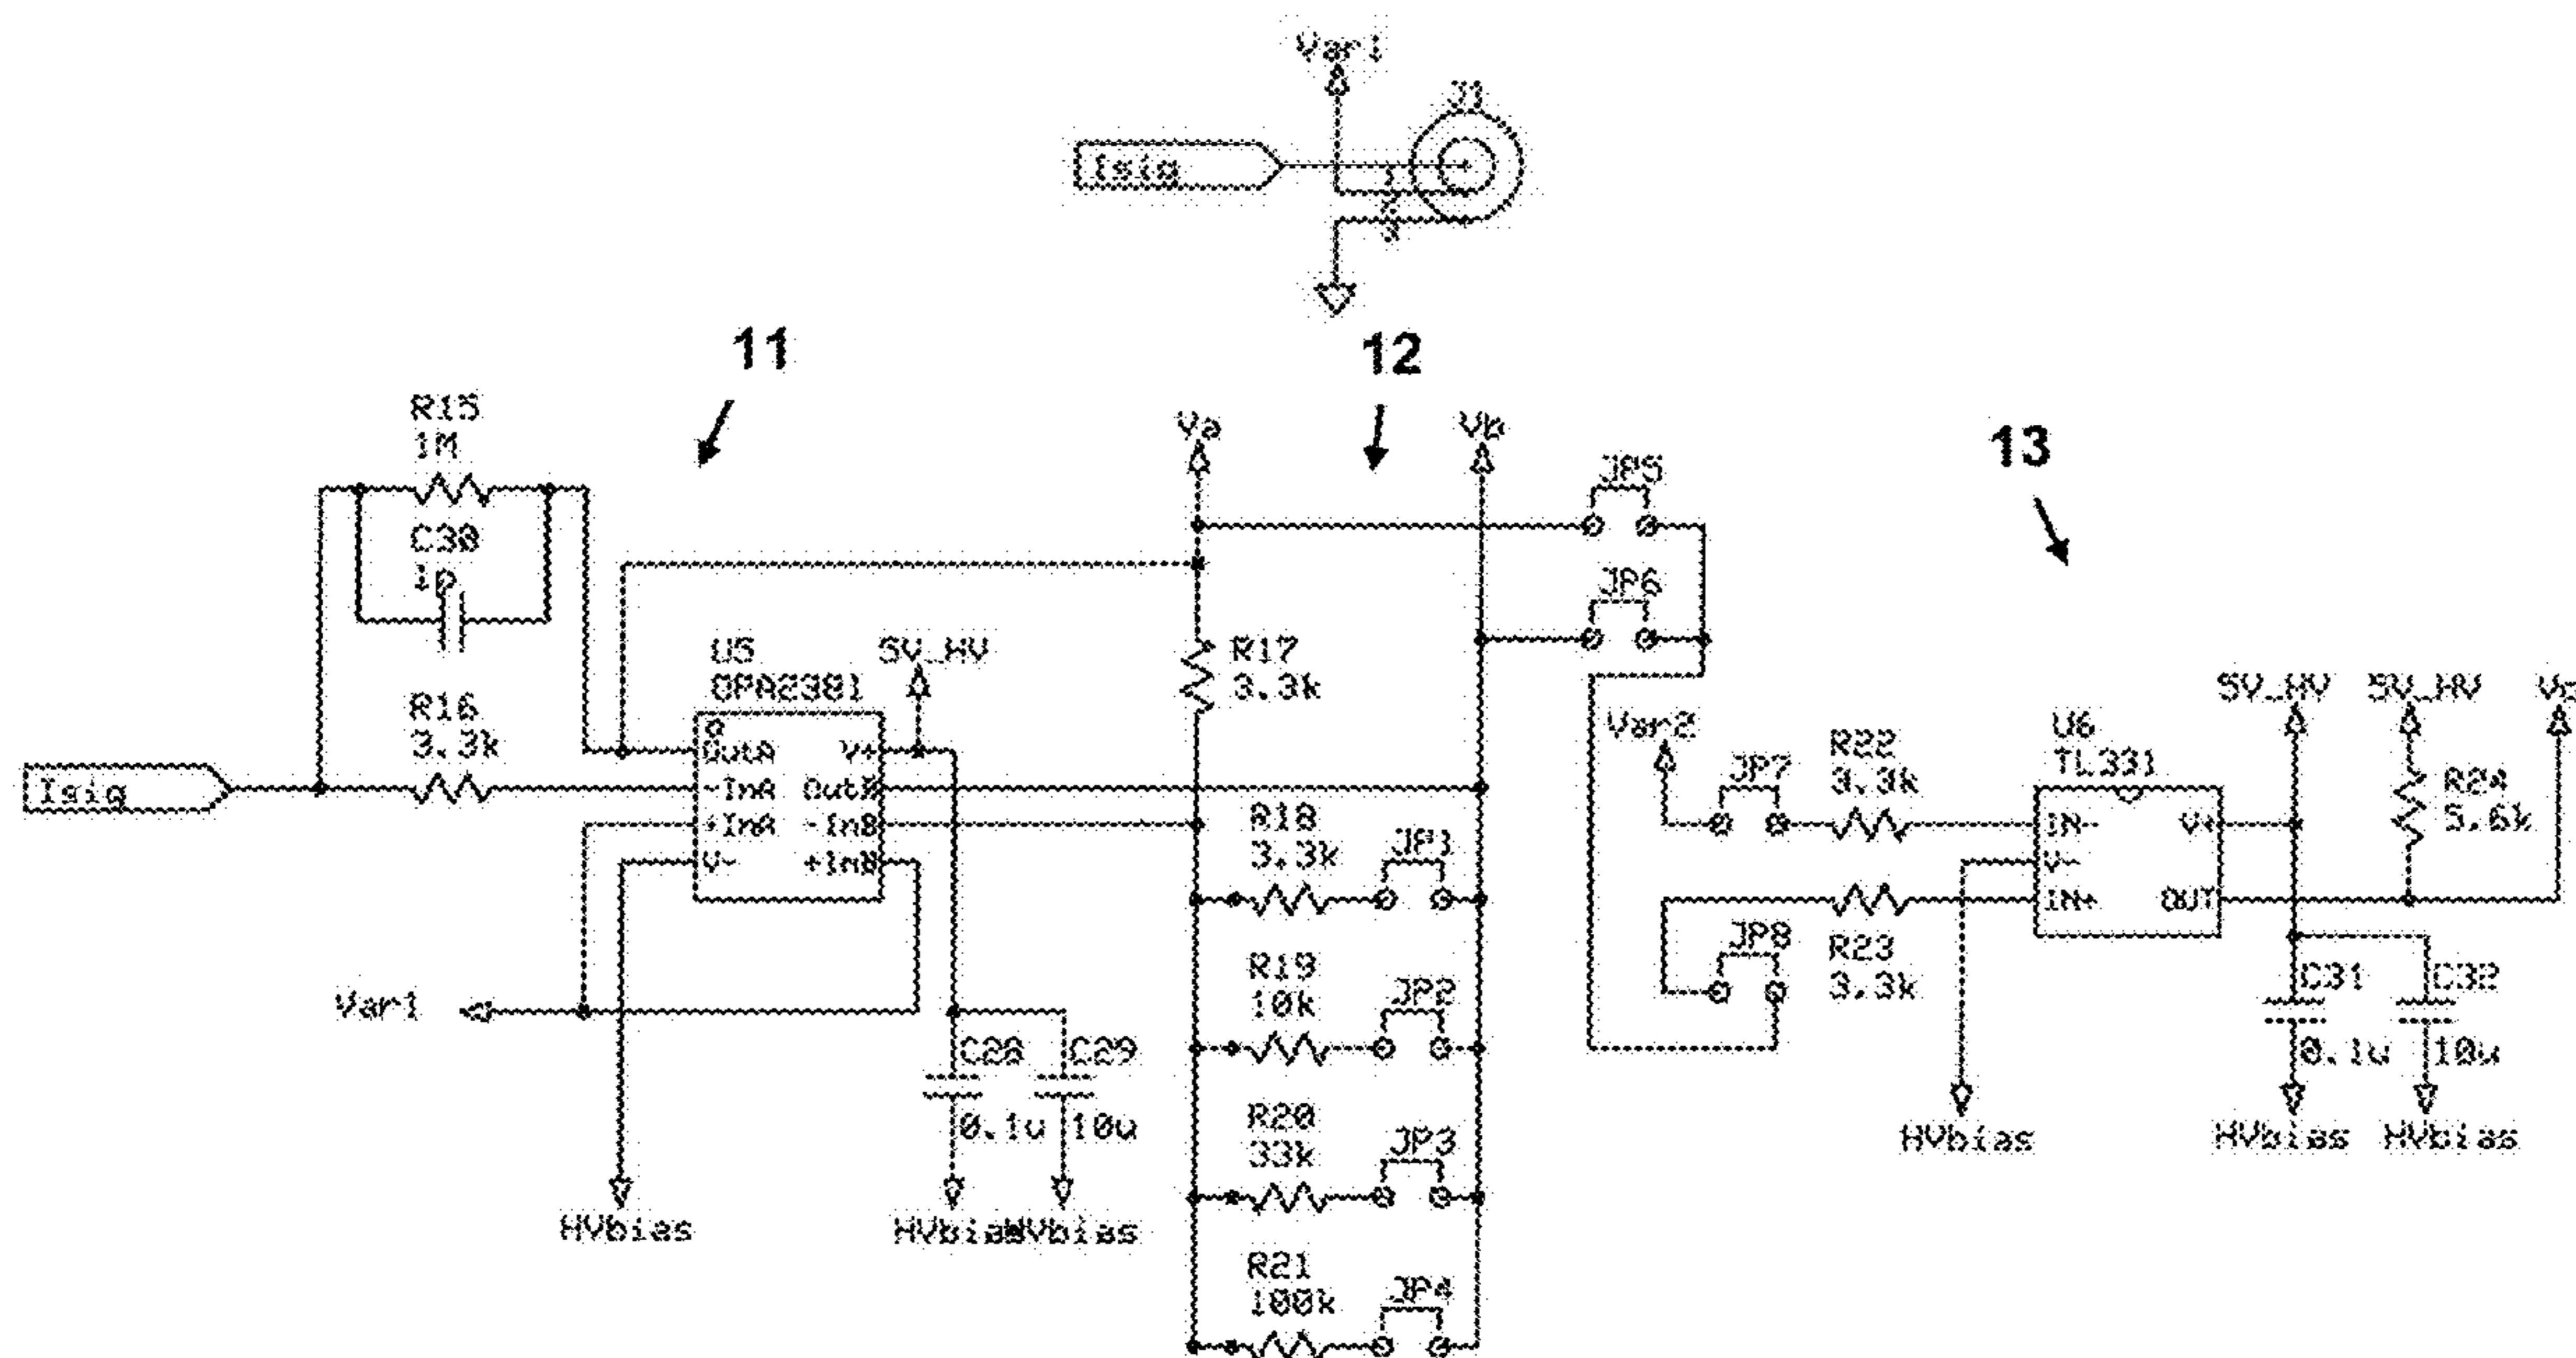 Var1
J1
Isig
1
2
3
11
12
13
R15
1M
C30
1p
Va
Vb
JP5
JP6
U5
OPA2381
5V_HV
R17
3.3k
R16
3.3k
Isig
OutA
-InA
+InA
V-
V+
OutB
-InB
+InB
Var1
HVbias
C28
0.1u
C29
10u
HVbias
HVbias
R18
3.3k
JP1
R19
10k
JP2
R20
33k
JP3
R21
100k
JP4
Var2
JP7
R22
3.3k
JP8
R23
3.3k
U6
TL331
IN-
V-
IN+
V+
OUT
5V_HV
5V_HV
R24
5.6k
C31
0.1u
C32
10u
HVbias
HVbias
HVbias